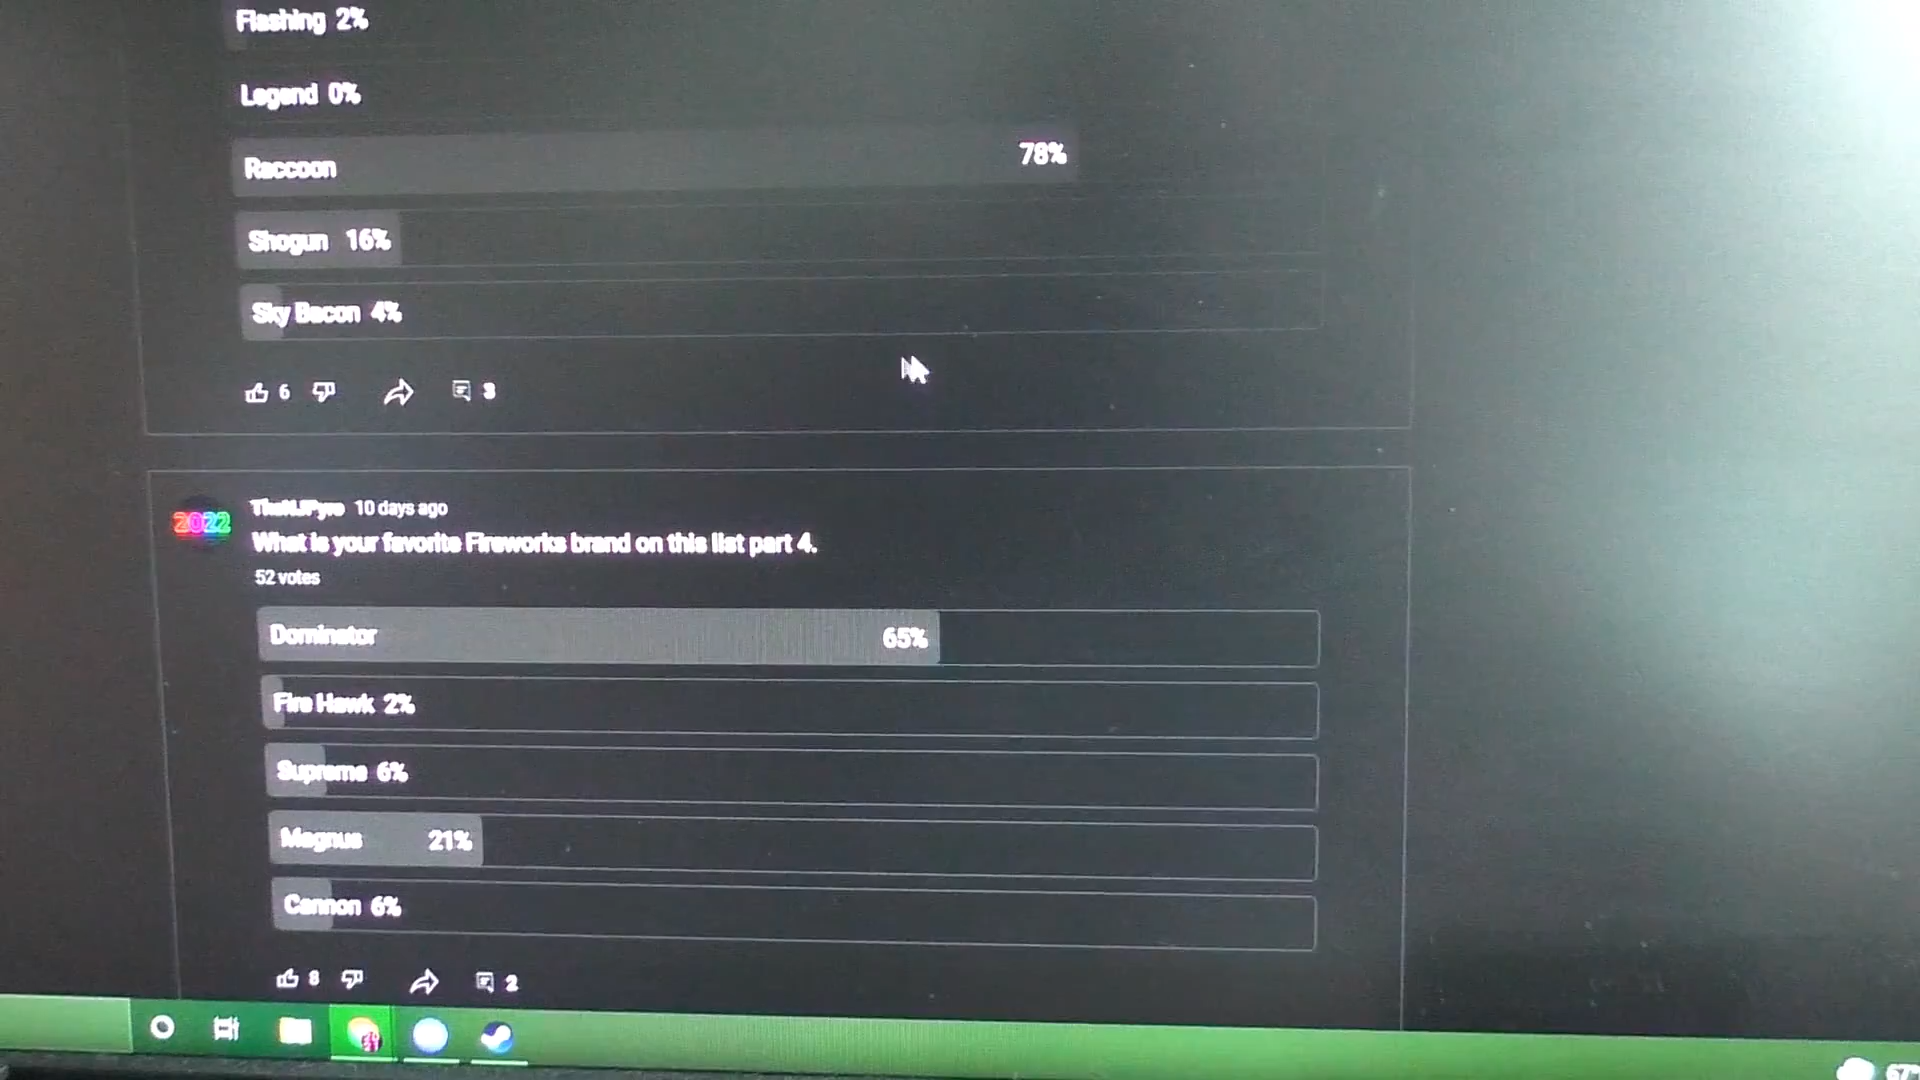 Flashing 2%
Legend 0%
Raccoon 78%
Shogun 16%
Sky Bacon 4%
6 3
TheNJPyro 10 days ago
2022
What is your favorite Fireworks brand on this list part 4.
52 votes
Dominator 65%
Fire Hawk 2%
Supreme 6%
Magnus 21%
Cannon 6%
8 2